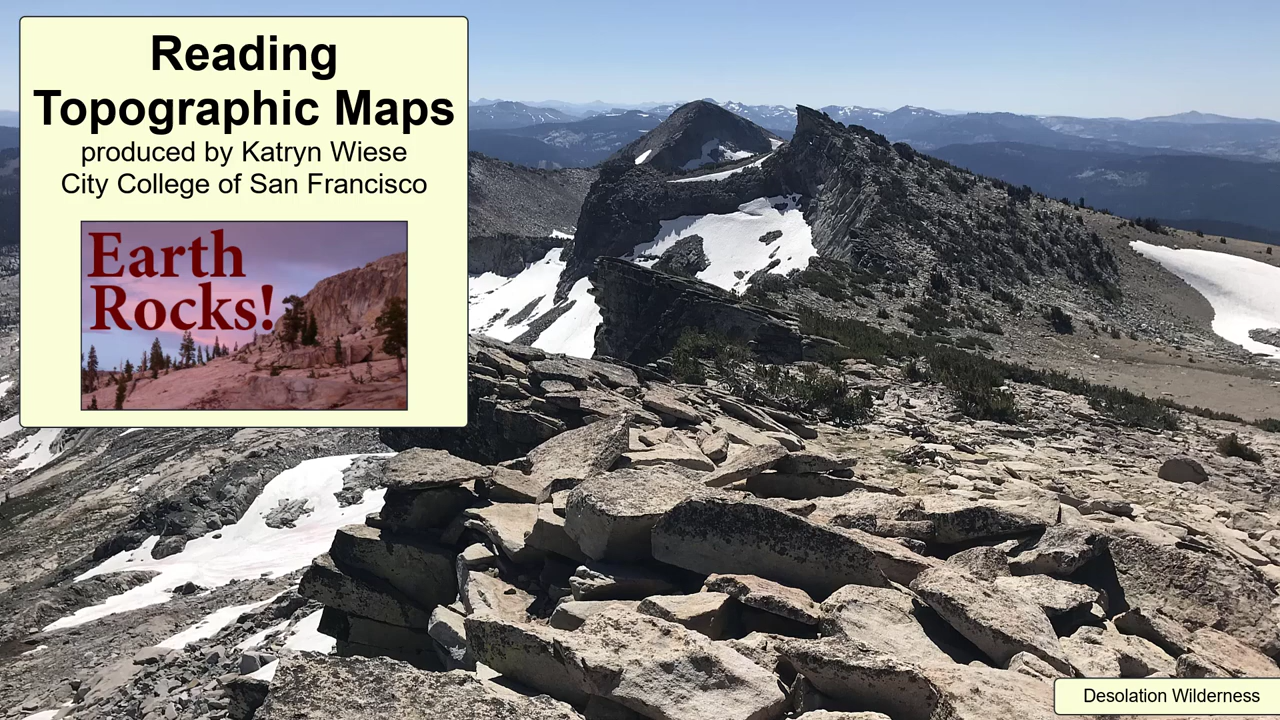 Reading
Topographic Maps
produced by Katryn Wiese
City College of San Francisco
Earth
Rocks!
Desolation Wilderness